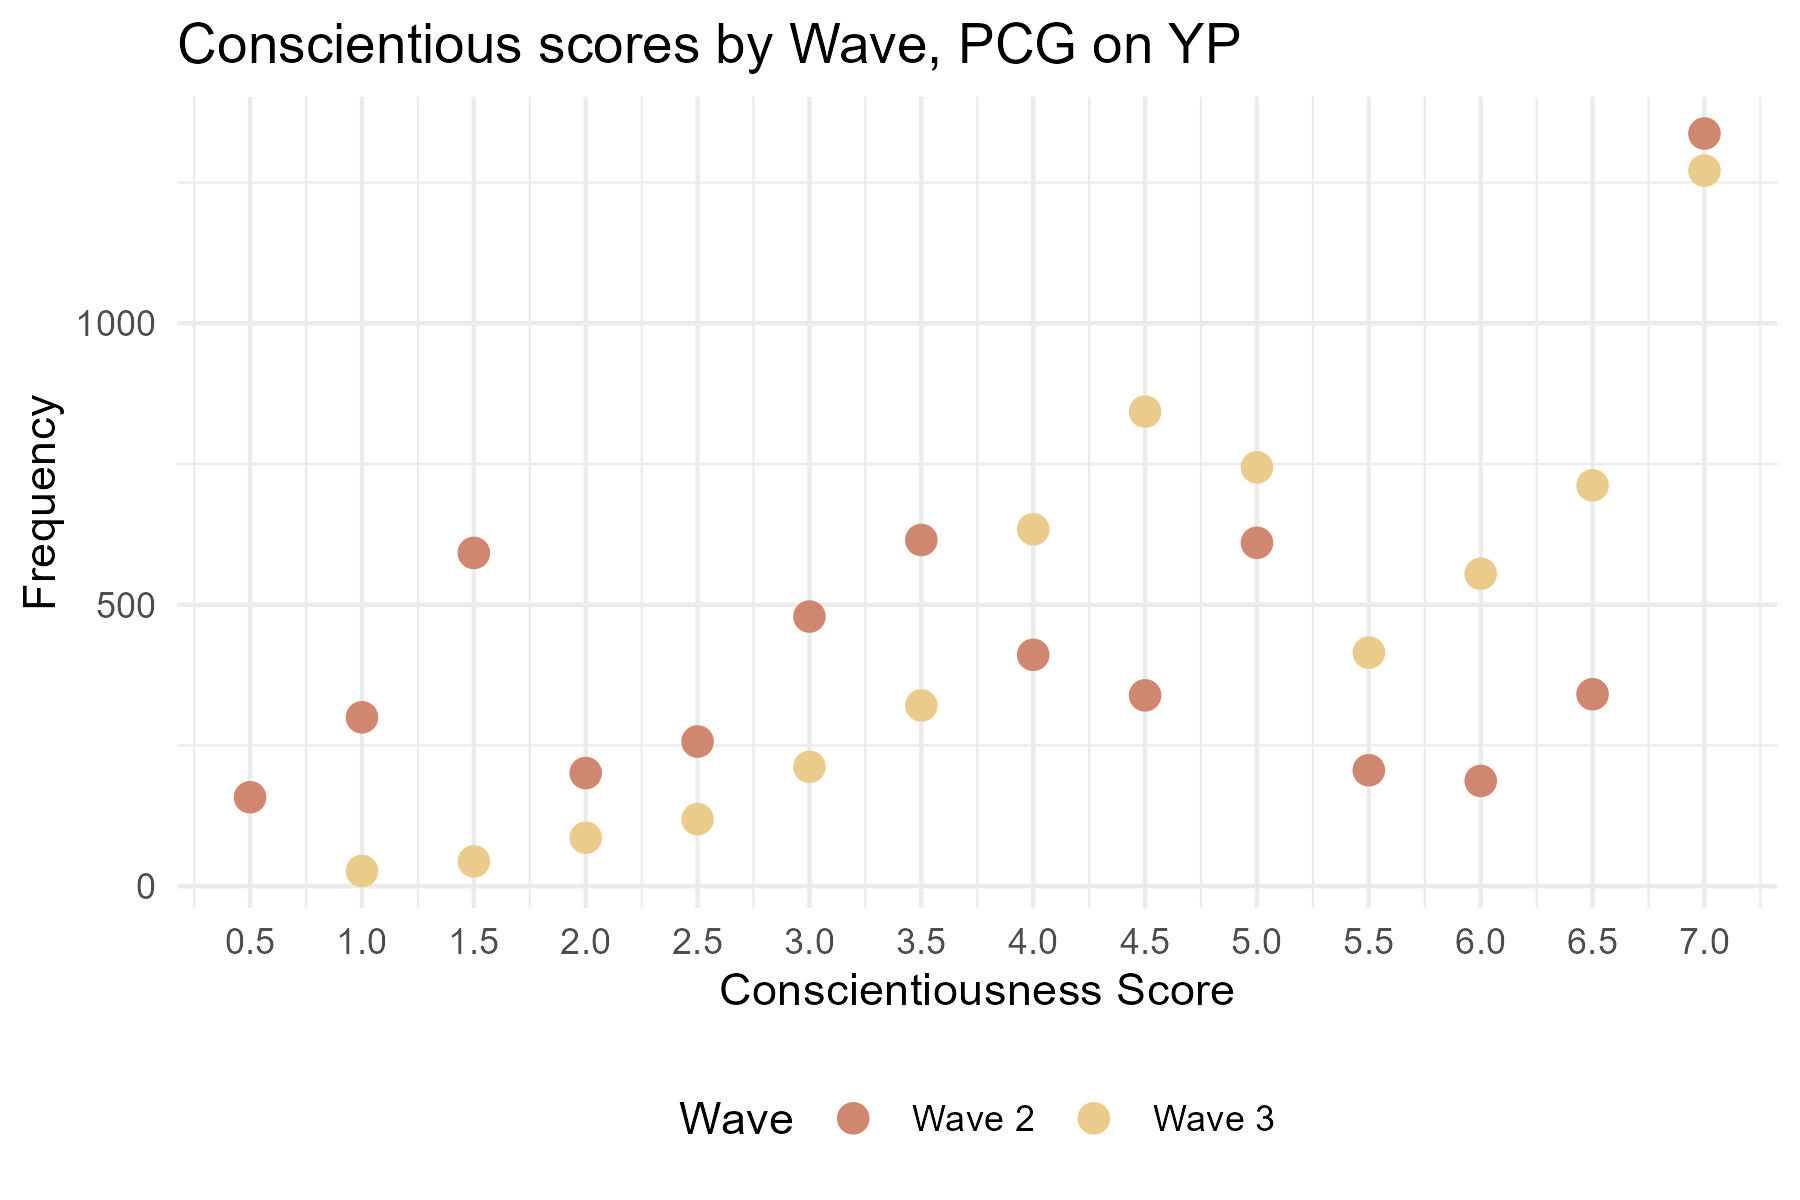 Conscientious scores by Wave, PCG on YP
Frequency
1000
500
0
0.5 1.0 1.5 2.0 2.5 3.0 3.5 4.0 4.5 5.0 5.5 6.0 6.5 7.0
Conscientiousness Score
Wave Wave 2 Wave 3